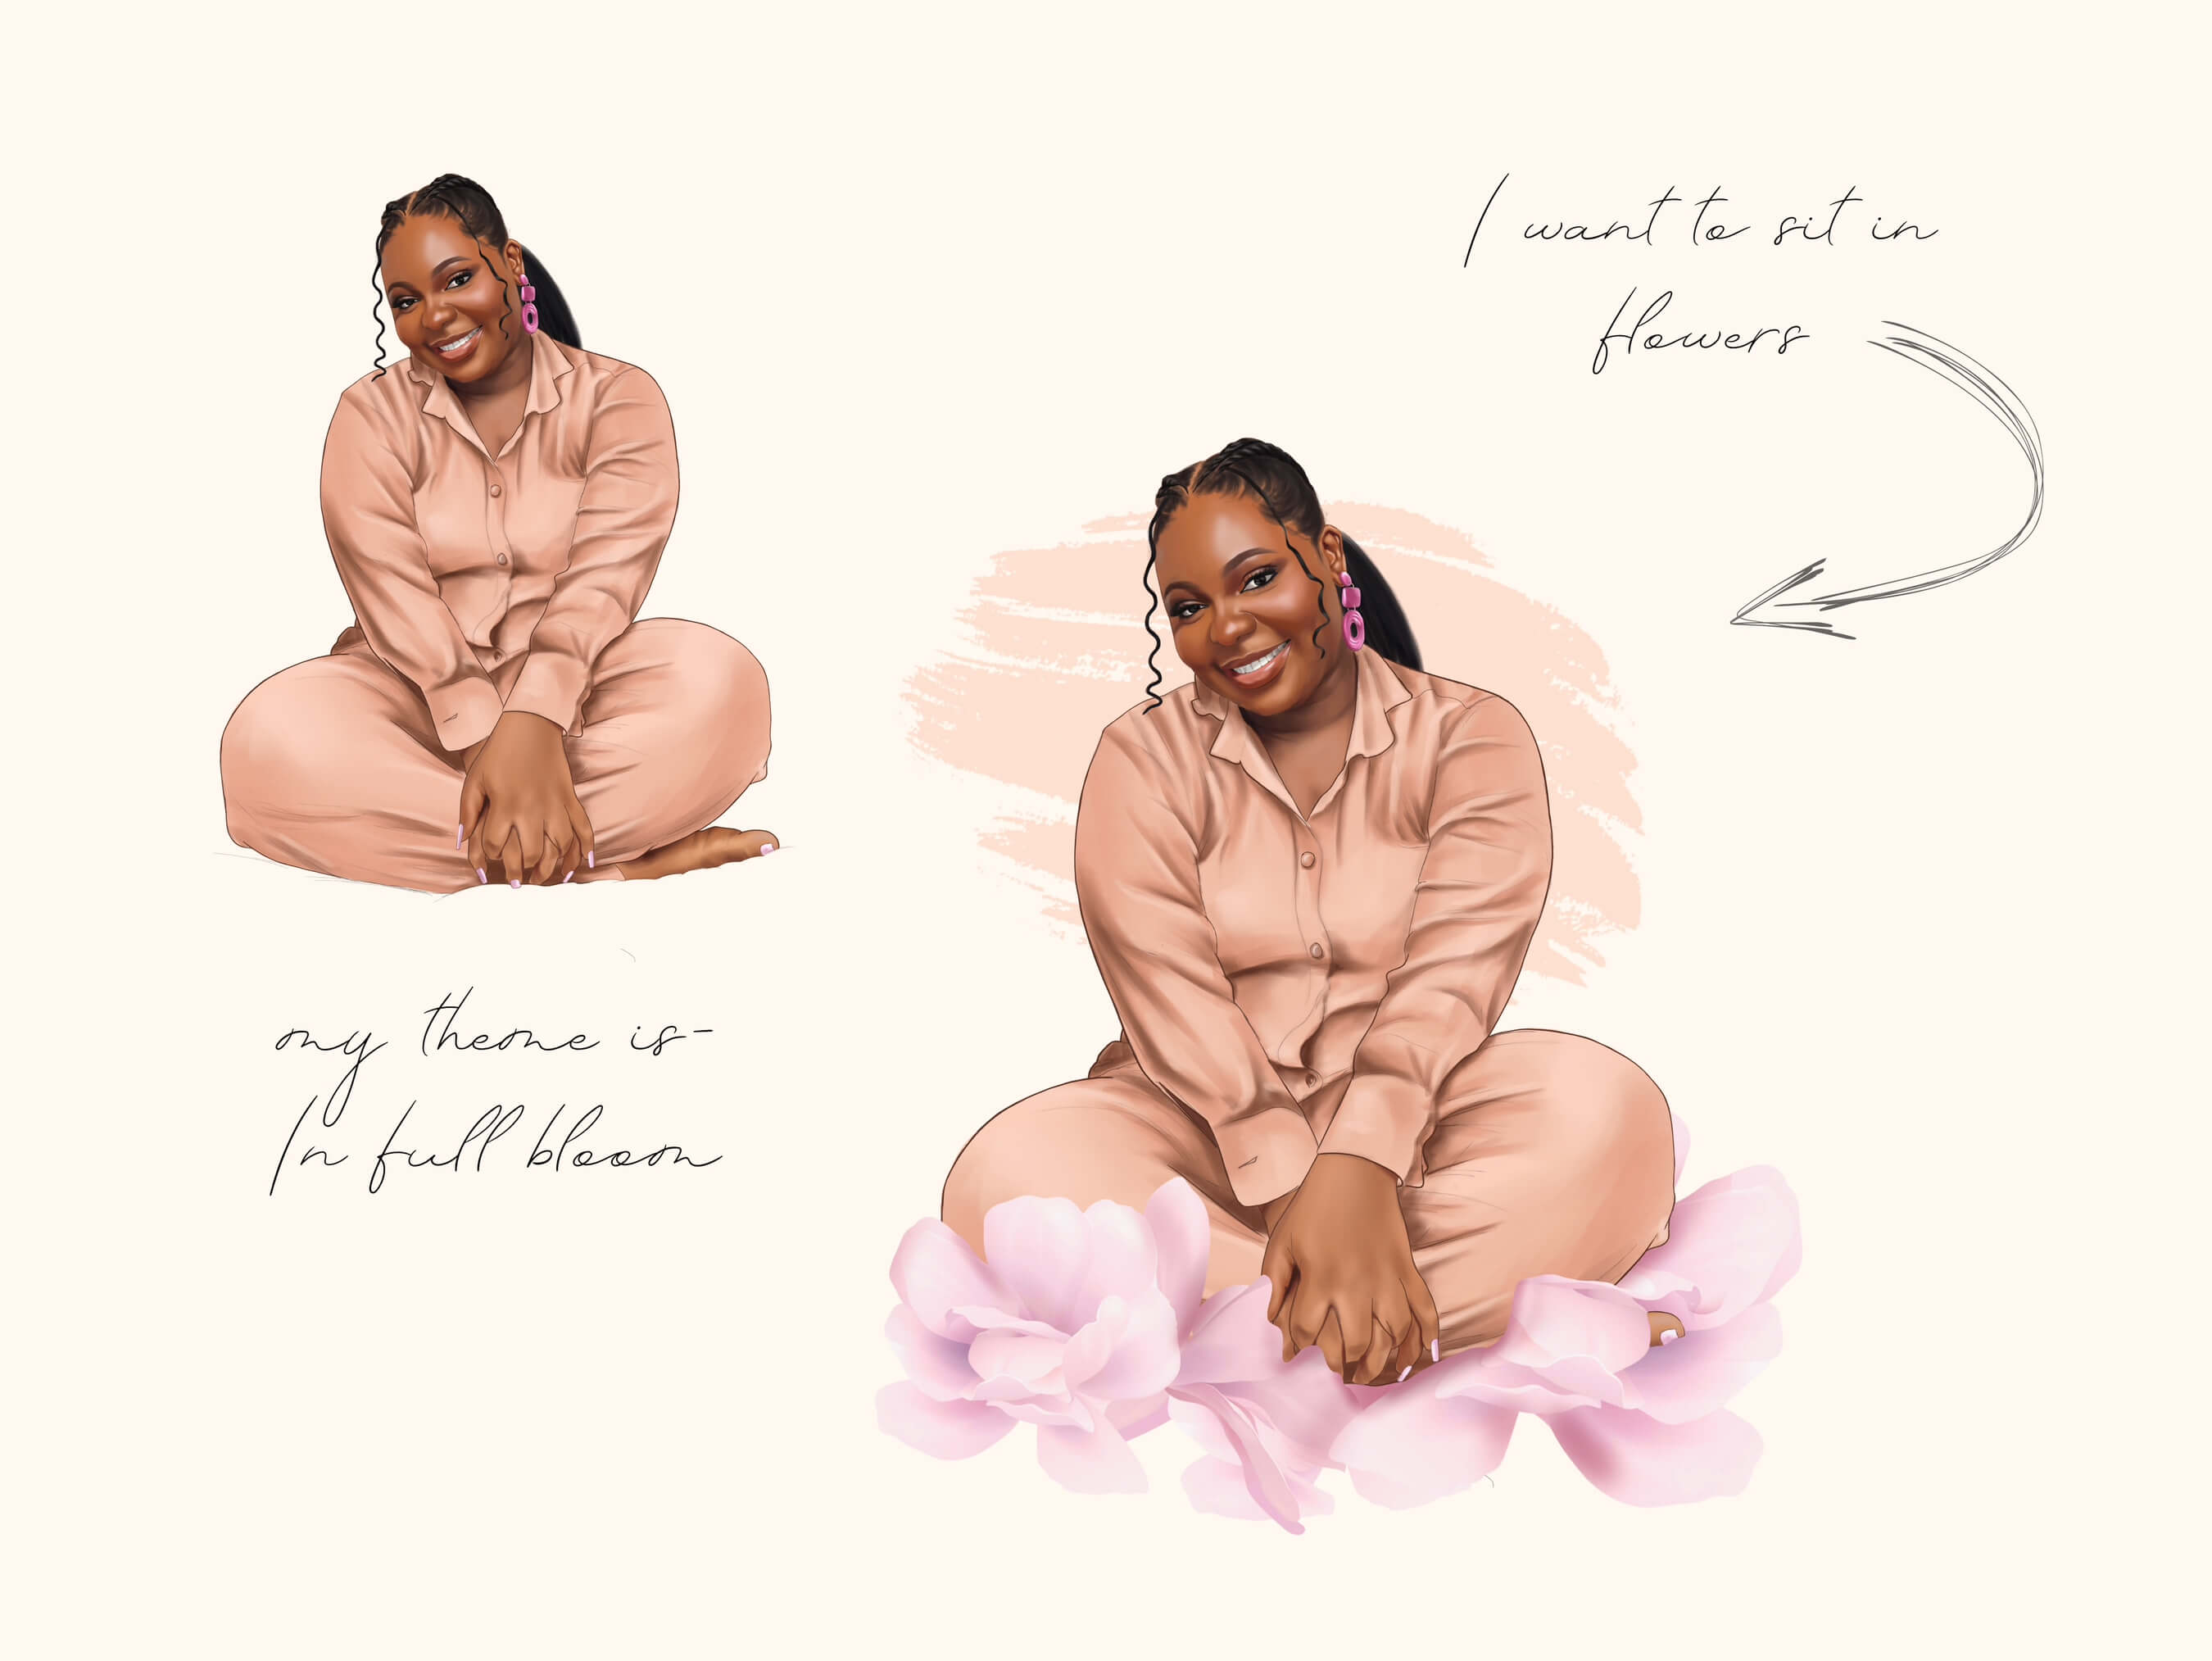 I want to sit in
flowers
my theme is-
In full bloom